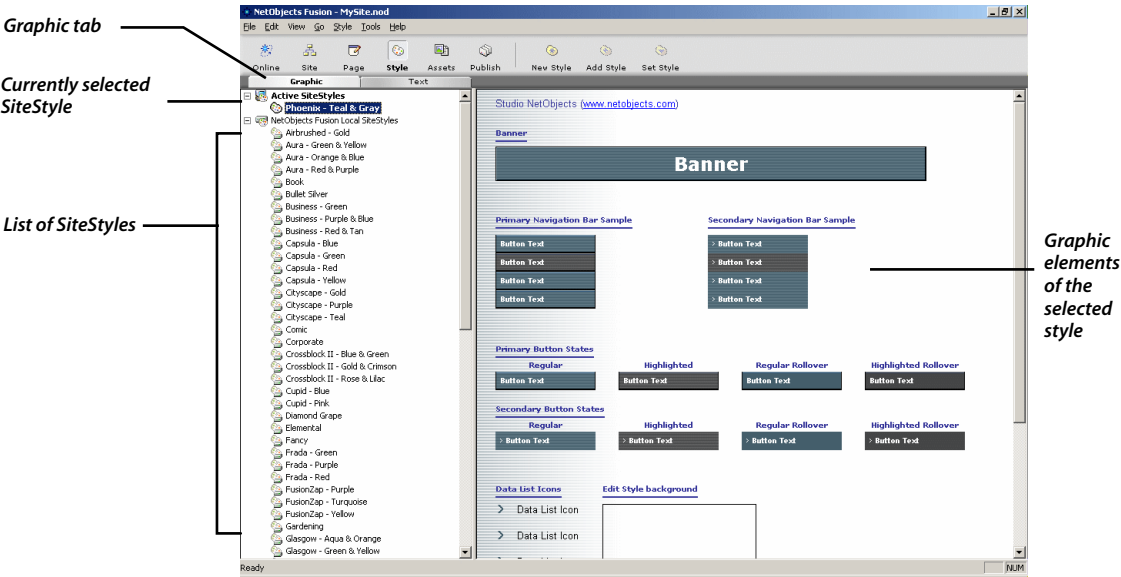 Graphic tab
Currently selected
SiteStyle
List of SiteStyles
NetObjects Fusion - MySite.nod
File Edit View Go Style Tools Help
Online Site Page Style Assets Publish New Style Add Style Set Style
Graphic Text
Active SiteStyles
Phoenix - Teal & Gray
NetObjects Fusion Local SiteStyles
Airbrushed - Gold
Aura - Green & Yellow
Aura - Orange & Blue
Aura - Red & Purple
Book
Bullet Silver
Business - Green
Business - Purple & Blue
Business - Red & Tan
Capsula - Blue
Capsula - Green
Capsula - Red
Capsula - Yellow
Cityscape - Gold
Cityscape - Purple
Cityscape - Teal
Comic
Corporate
Crossblock II - Blue & Green
Crossblock II - Gold & Crimson
Crossblock II - Rose & Lilac
Cupid - Blue
Cupid - Pink
Diamond Grape
Elemental
Fancy
Frada - Green
Frada - Purple
Frada - Red
FusionZap - Purple
FusionZap - Turquoise
FusionZap - Yellow
Gardening
Glasgow - Aqua & Orange
Glasgow - Green & Yellow
Studio NetObjects (www.netobjects.com)
Banner
Banner
Primary Navigation Bar Sample Secondary Navigation Bar Sample
Button Text > Button Text
Button Text > Button Text
Button Text > Button Text
Button Text > Button Text
Primary Button States
Regular Highlighted Regular Rollover Highlighted Rollover
Button Text Button Text Button Text Button Text
Secondary Button States
Regular Highlighted Regular Rollover Highlighted Rollover
> Button Text > Button Text > Button Text > Button Text
Data List Icons Edit Style background
> Data List Icon
> Data List Icon
Ready NUM
Graphic
elements
of the
selected
style